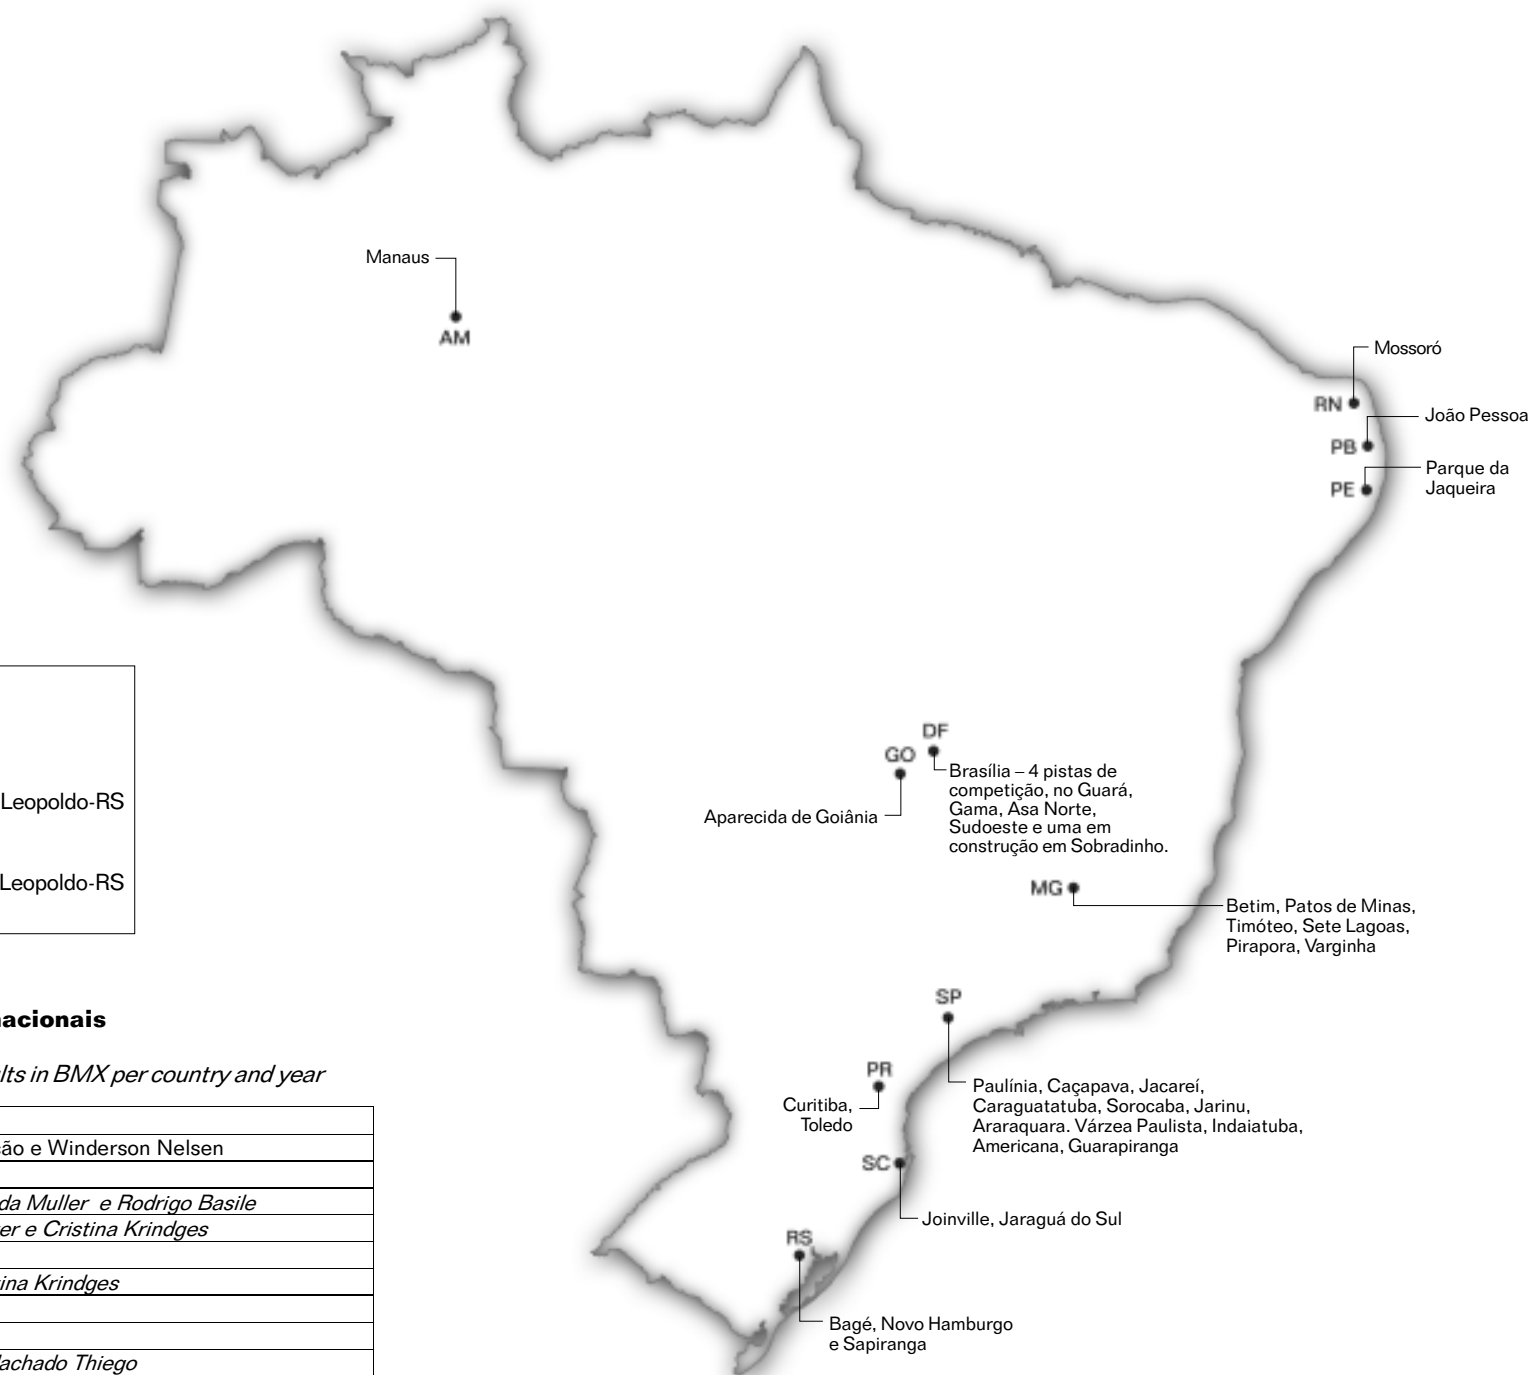 Manaus
AM
Mossoró
RN
João Pessoa
PB
Parque da
Jaqueira
PE
Leopoldo-RS
Leopoldo-RS
DF
GO
Brasília – 4 pistas de
competição, no Guará,
Gama, Asa Norte,
Sudoeste e uma em
construção em Sobradinho.
Aparecida de Goiânia
MG
Betim, Patos de Minas,
Timóteo, Sete Lagoas,
Pirapora, Varginha
SP
Paulínia, Caçapava, Jacareí,
Caraguatatuba, Sorocaba, Jarinu,
Araraquara. Várzea Paulista, Indaiatuba,
Americana, Guarapiranga
PR
Curitiba,
Toledo
SC
Joinville, Jaraguá do Sul
RS
Bagé, Novo Hamburgo
e Sapiranga
nacionais
lts in BMX per country and year
ção e Winderson Nelsen
da Muller e Rodrigo Basile
er e Cristina Krindges
ina Krindges
achado Thiego